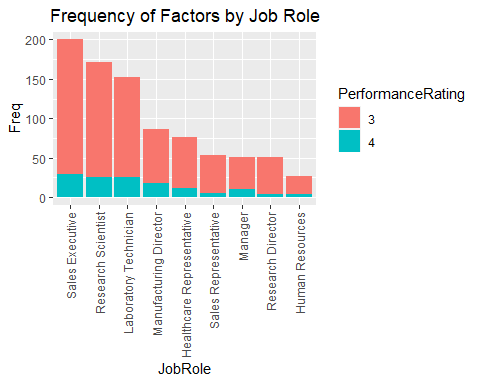 Frequency of Factors by Job Role
Freq
200
150
100
50
0
Sales Executive
Research Scientist
Laboratory Technician
Manufacturing Director
Healthcare Representative
Sales Representative
Manager
Research Director
Human Resources
JobRole
PerformanceRating
3
4